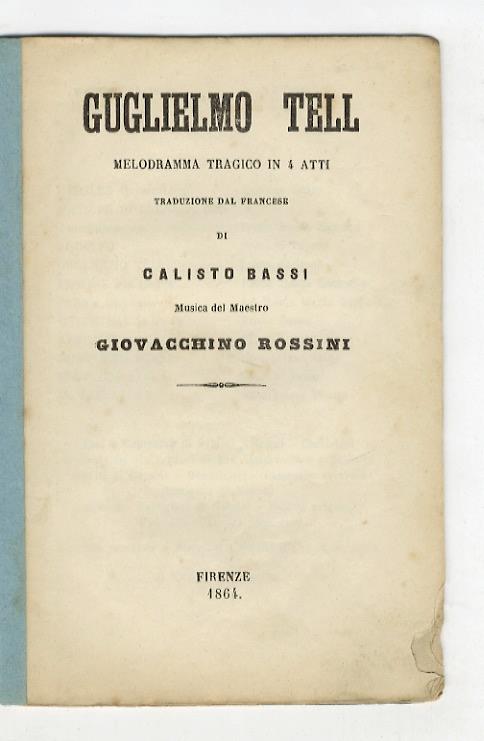 GUGLIELMO TELL
MELODRAMMA TRAGICO IN 4 ATTI
TRADUZIONE DAL FRANCESE
DI
CALISTO BASSI
Musica del Maestro
GIOVACCHINO ROSSINI
FIRENZE
1864.